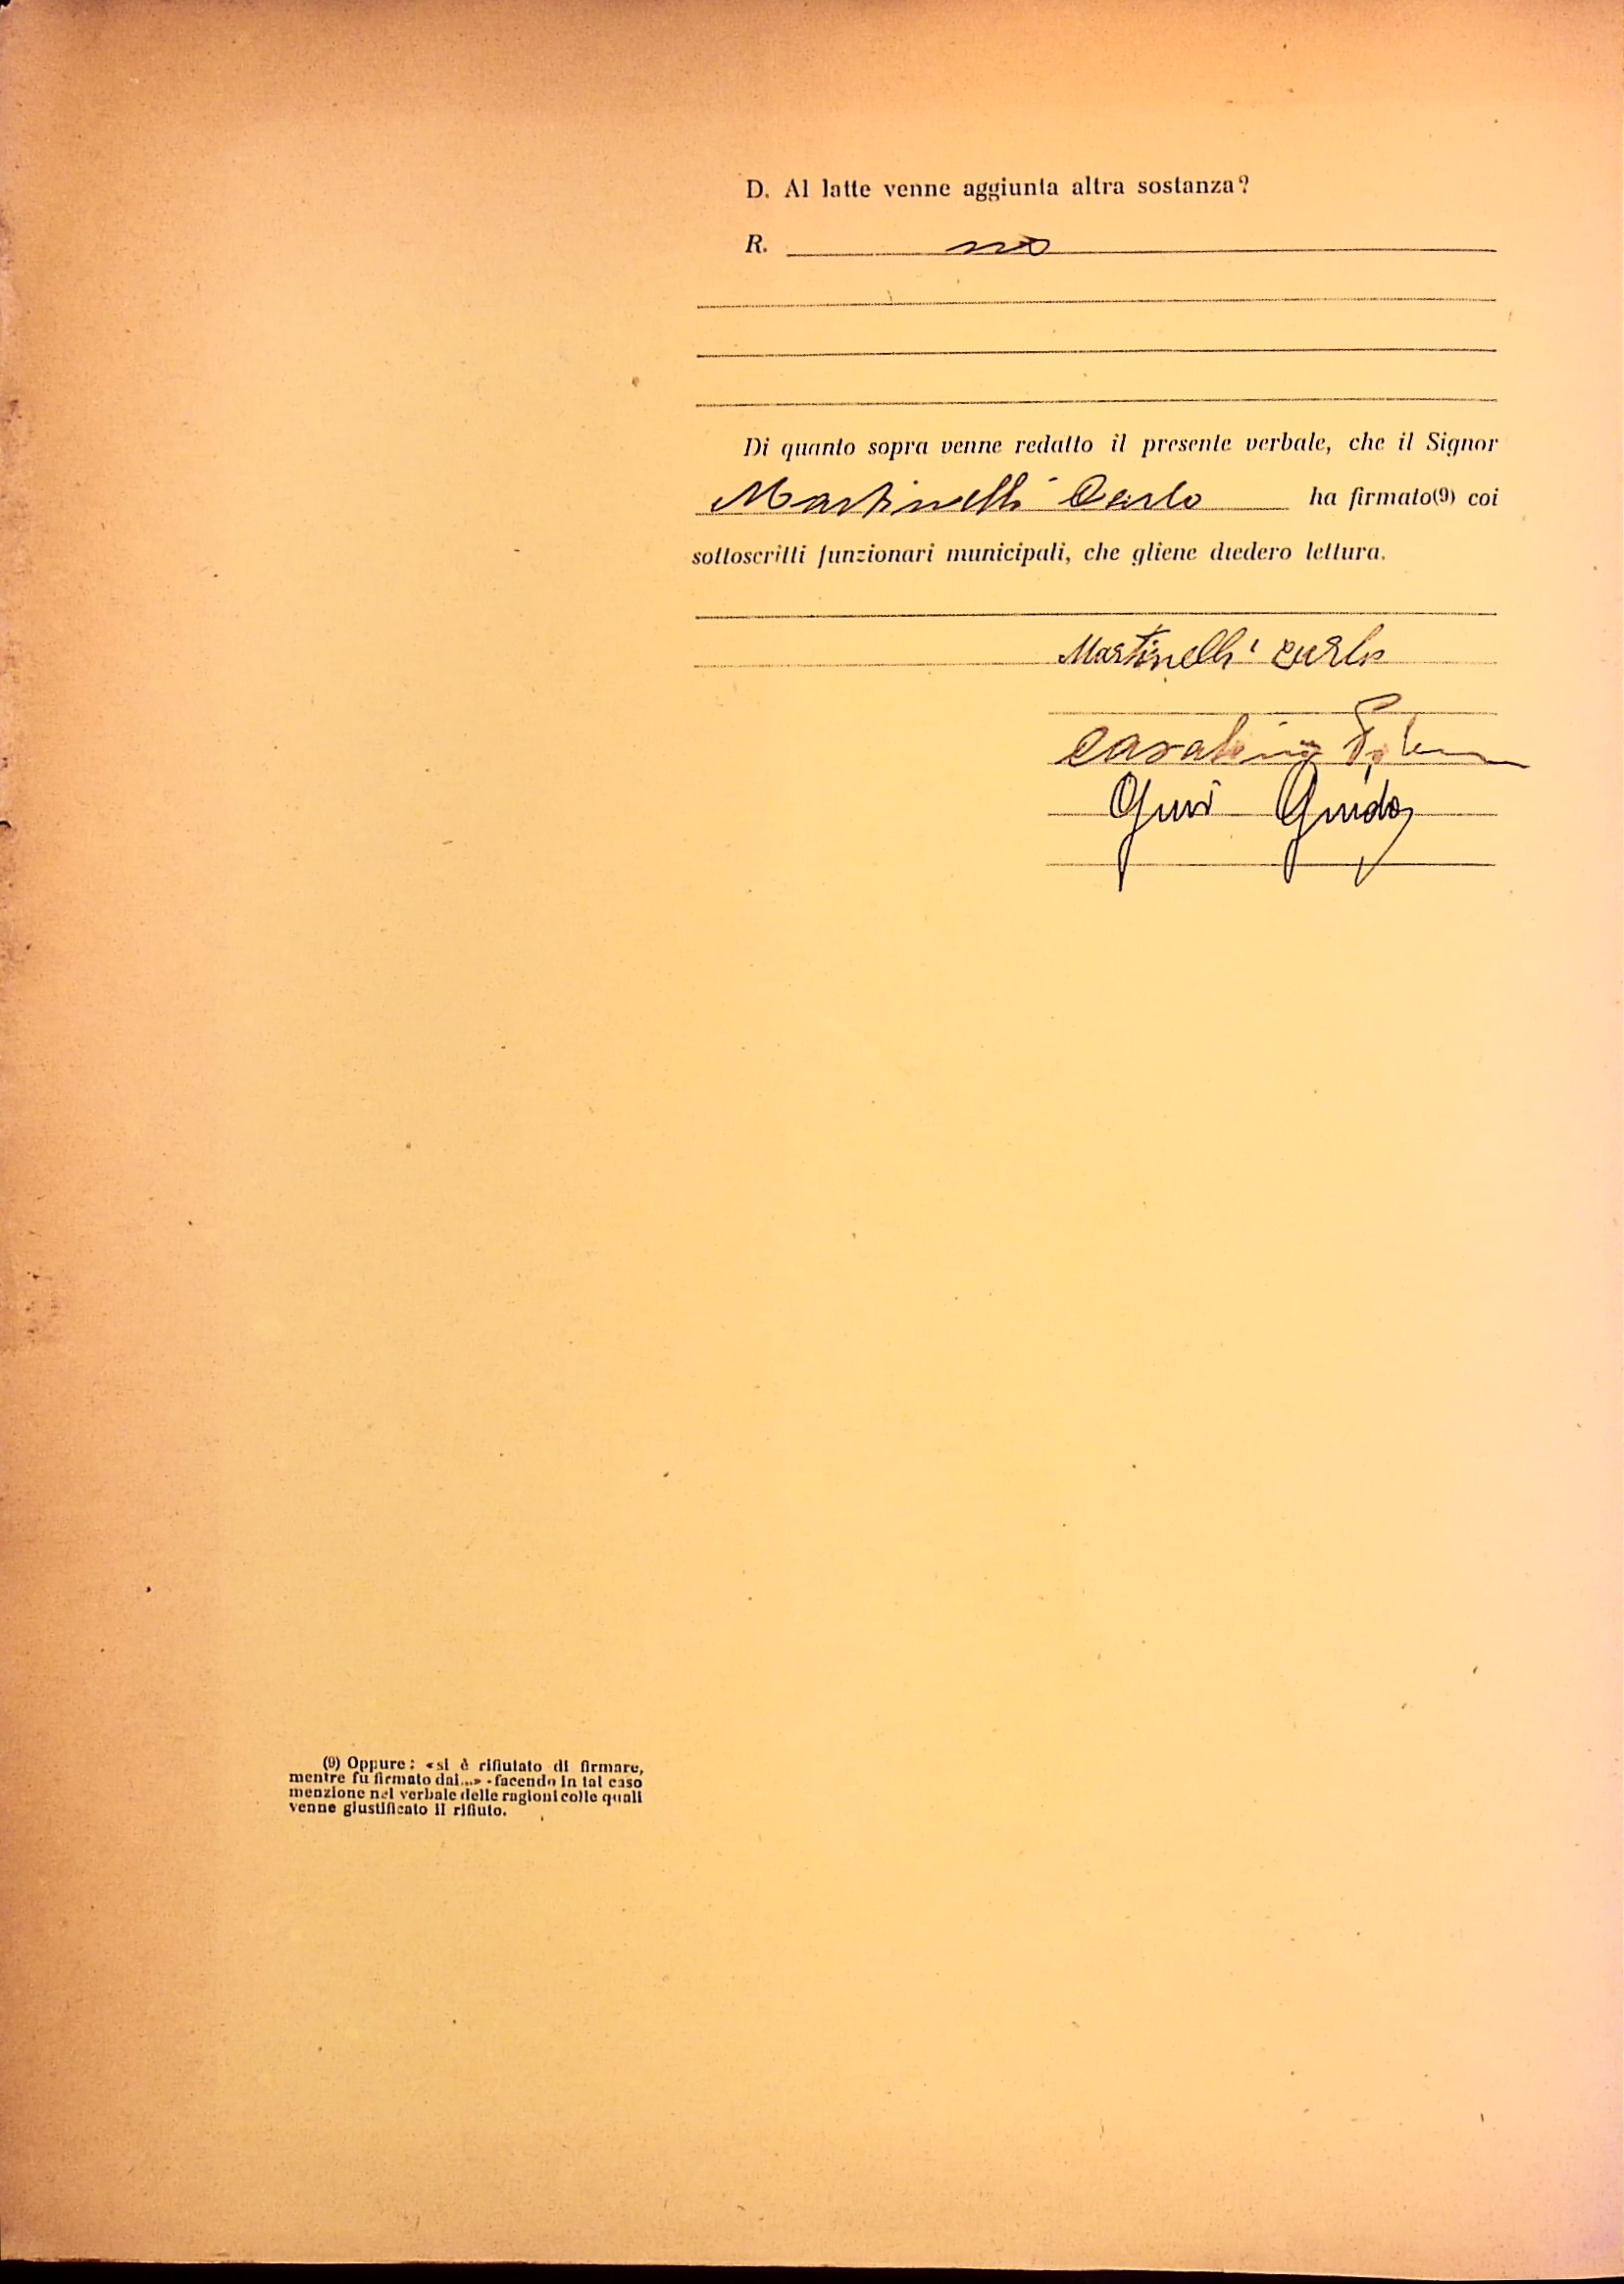 D. Al latte venne aggiunta altra sostanza?
R. no
Di quanto sopra venne redatto il presente verbale, che il Signor
Martinelli Carlo ha firmato(9) coi
sottoscritti funzionari municipali, che gliene diedero lettura.
Martinelli Carlo
Guido
(9) Oppure: «si è rifiutato di firmare,
mentre fu firmato dai...» - facendo in tal caso
menzione nel verbale delle ragioni colle quali
venne giustificato il rifiuto.